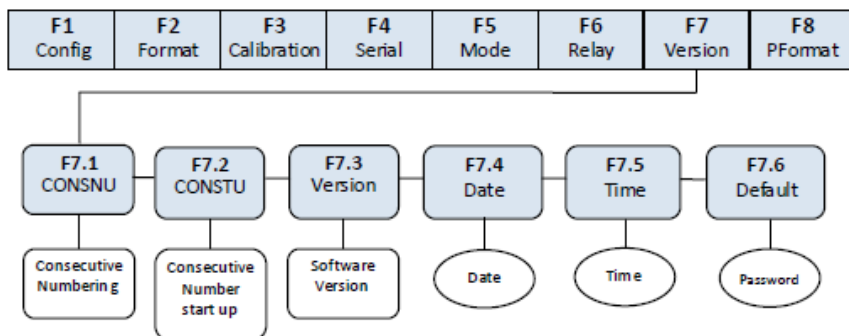 F1 F2 F3 F4 F5 F6 F7 F8
Config Format Calibration Serial Mode Relay Version PFormat
F7.1 F7.2 F7.3 F7.4 F7.5 F7.6
CONSNU CONSTU Version Date Time Default
Consecutive
Numbering
Consecutive
Number
start up
Software
Version
Date
Time
Password